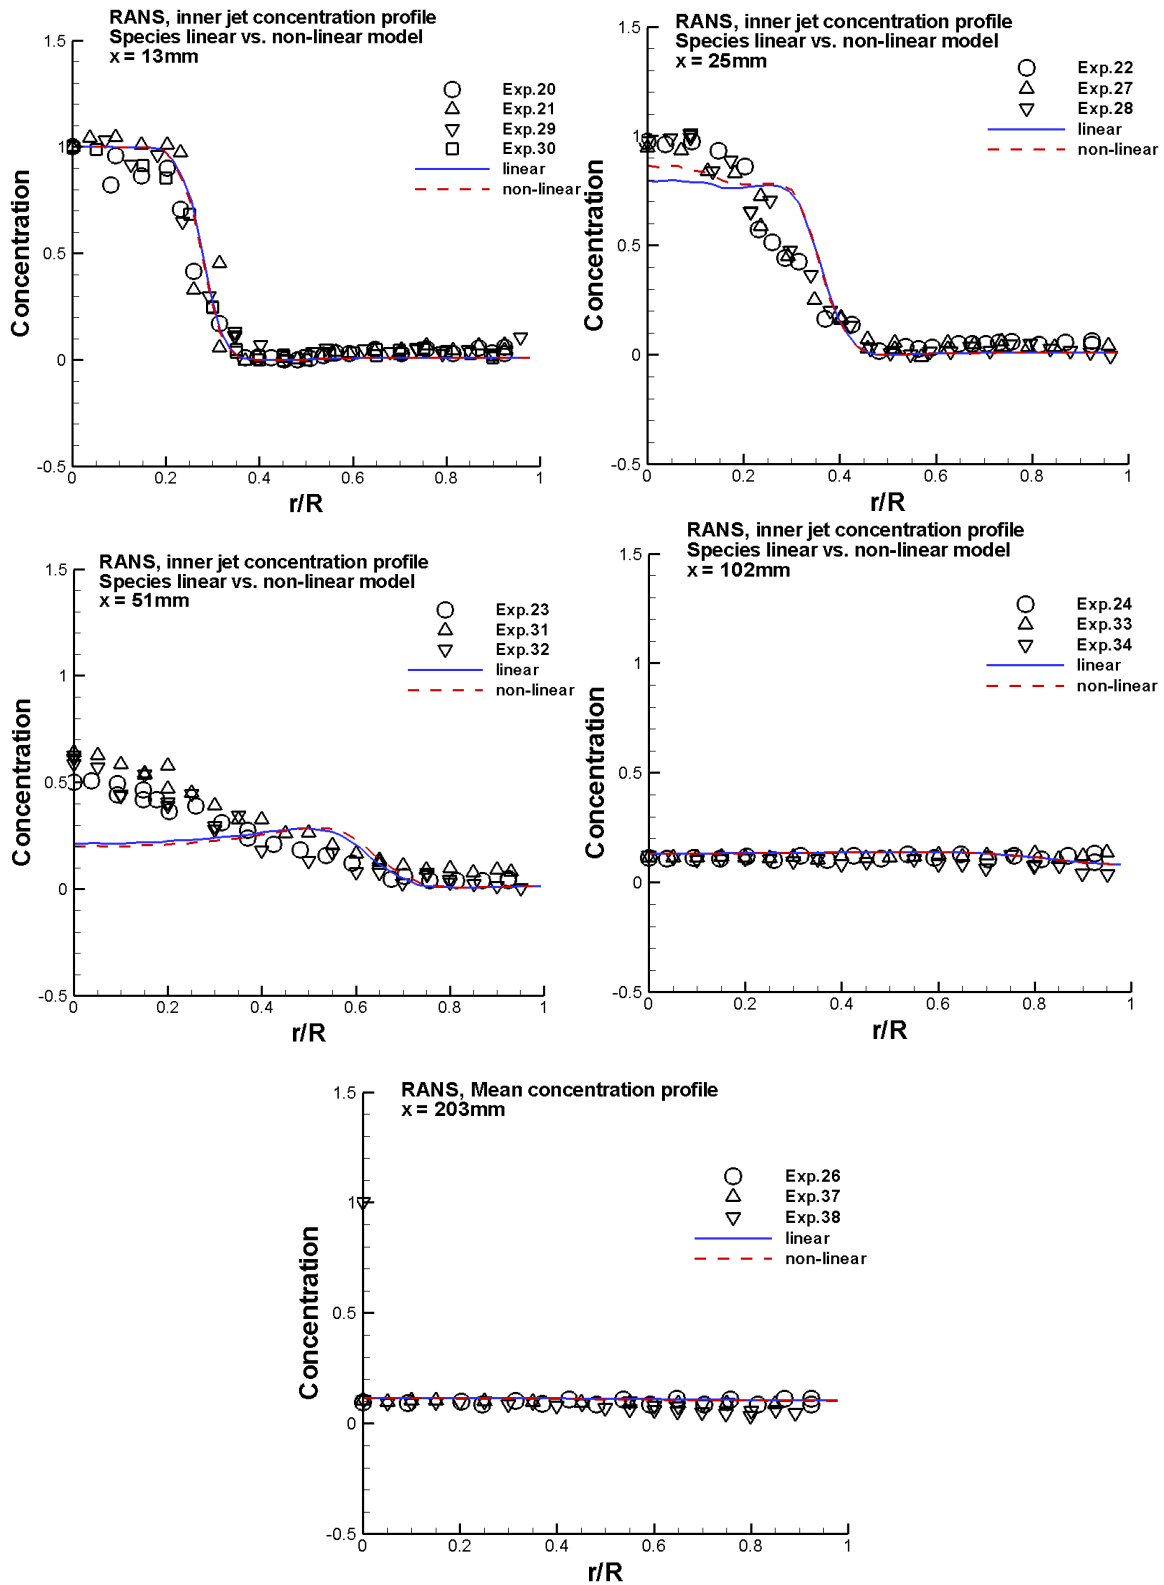 RANS, inner jet concentration profile
Species linear vs. non-linear model
x = 13mm
Exp.20
Exp.21
Exp.29
Exp.30
linear
non-linear
1.5
1
0.5
0
-0.5
Concentration
0
0.2
0.4
0.6
0.8
1
r/R
RANS, inner jet concentration profile
Species linear vs. non-linear model
x = 25mm
Exp.22
Exp.27
Exp.28
linear
non-linear
1.5
1
0.5
0
-0.5
Concentration
0
0.2
0.4
0.6
0.8
1
r/R
RANS, inner jet concentration profile
Species linear vs. non-linear model
x = 51mm
Exp.23
Exp.31
Exp.32
linear
non-linear
1.5
1
0.5
0
-0.5
Concentration
0
0.2
0.4
0.6
0.8
1
r/R
RANS, inner jet concentration profile
Species linear vs. non-linear model
x = 102mm
Exp.24
Exp.33
Exp.34
linear
non-linear
1.5
1
0.5
0
-0.5
Concentration
0
0.2
0.4
0.6
0.8
1
r/R
RANS, Mean concentration profile
x = 203mm
Exp.26
Exp.37
Exp.38
linear
non-linear
1.5
1
0.5
0
-0.5
Concentration
0
0.2
0.4
0.6
0.8
1
r/R